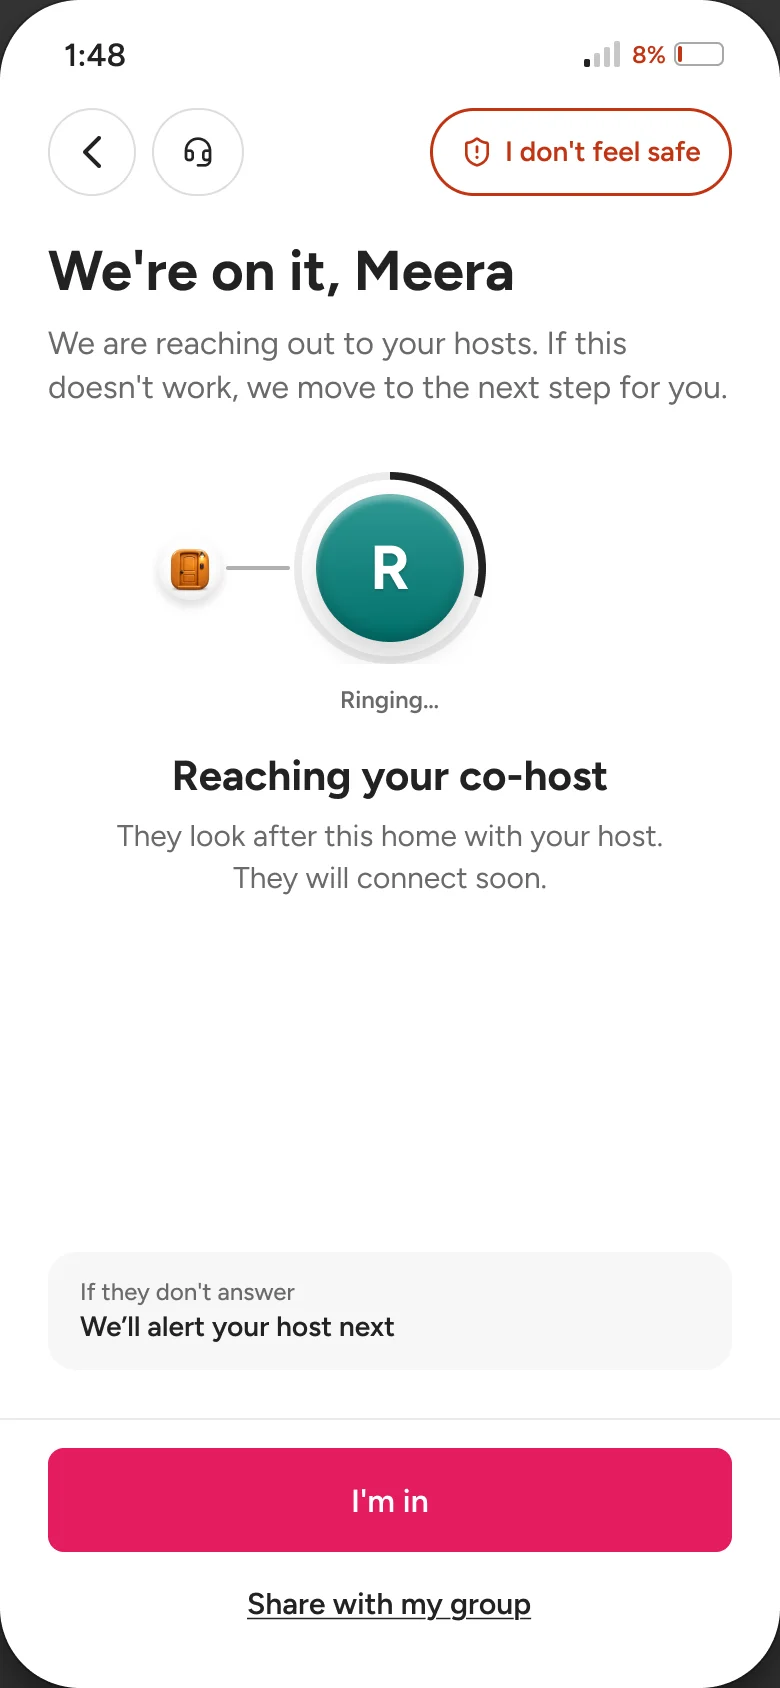 1:48
8%
I don't feel safe
We're on it, Meera
We are reaching out to your hosts. If this
doesn't work, we move to the next step for you.
R
Ringing...
Reaching your co-host
They look after this home with your host.
They will connect soon.
If they don't answer
We’ll alert your host next
I'm in
Share with my group